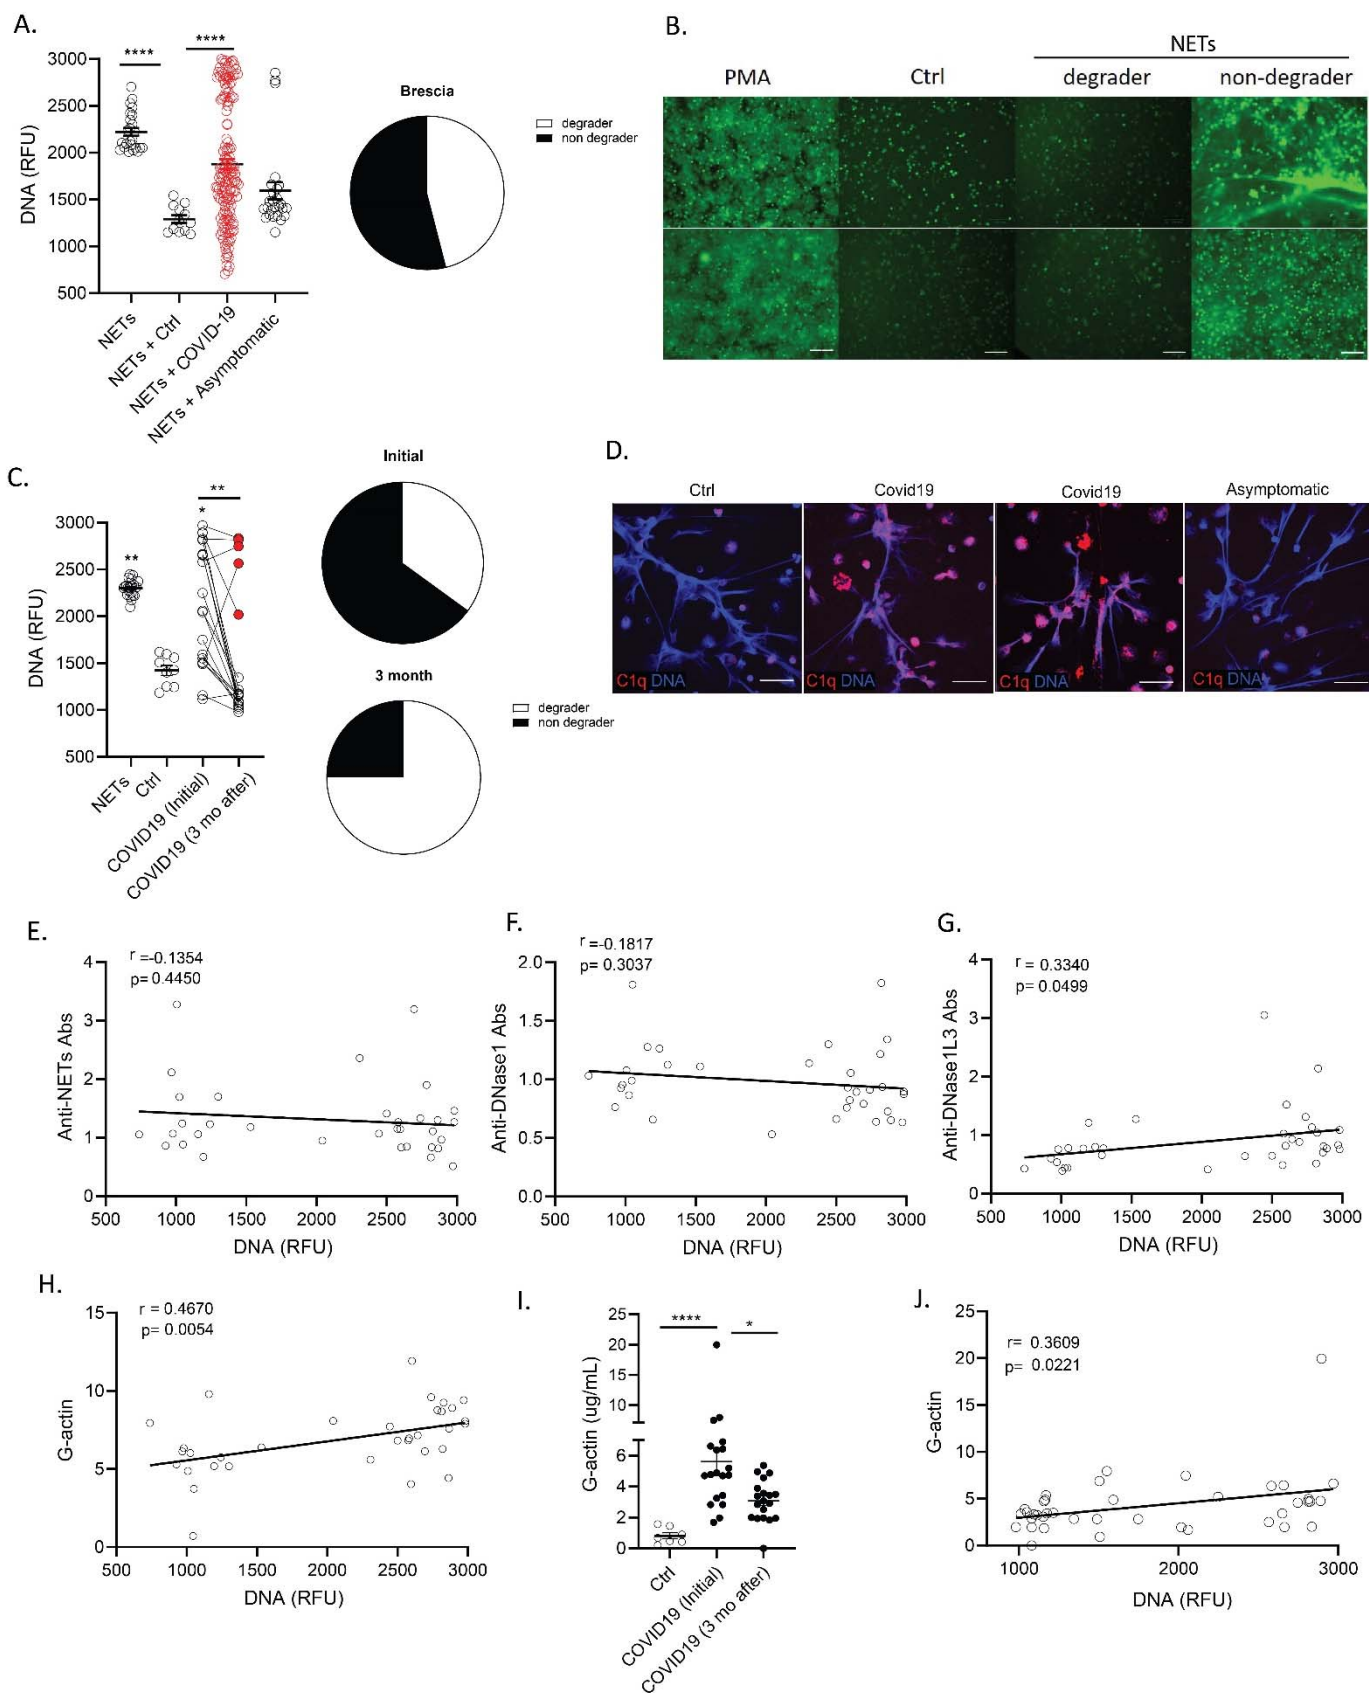 A.
****
****
3000
2500
2000
1500
1000
500
DNA (RFU)
NETs
NETs + Ctrl
NETs + COVID-19
NETs + Asymptomatic
Brescia
degrader
non degrader
B.
NETs
PMA
Ctrl
degrader
non-degrader
C.
**
*
**
3000
2500
2000
1500
1000
500
DNA (RFU)
NETs
Ctrl
COVID19 (Initial)
COVID19 (3 mo after)
Initial
3 month
degrader
non degrader
D.
Ctrl
Covid19
Covid19
Asymptomatic
C1q DNA
C1q DNA
C1q DNA
C1q DNA
E.
r =-0.1354
p= 0.4450
4
3
2
1
0
Anti-NETs Abs
500 1000 1500 2000 2500 3000
DNA (RFU)
F.
r =-0.1817
p= 0.3037
2.0
1.5
1.0
0.5
0.0
Anti-DNase1 Abs
500 1000 1500 2000 2500 3000
DNA (RFU)
G.
r = 0.3340
p= 0.0499
4
3
2
1
0
Anti-DNase1L3 Abs
500 1000 1500 2000 2500 3000
DNA (RFU)
H.
r = 0.4670
p= 0.0054
15
10
5
0
G-actin
500 1000 1500 2000 2500 3000
DNA (RFU)
I.
****
*
25
20
15
10
6
4
2
0
G-actin (ug/mL)
Ctrl
COVID19 (Initial)
COVID19 (3 mo after)
J.
r= 0.3609
p= 0.0221
25
20
15
10
5
0
G-actin
1000 2000 3000
DNA (RFU)